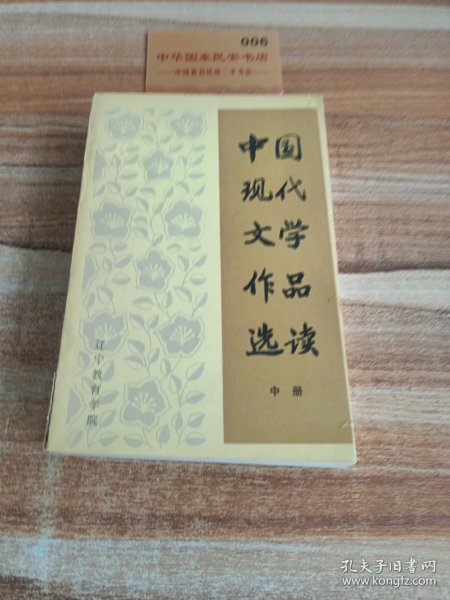 666
中华国泰民安书店
中国现代
文学
作品
选读
中册
辽宁教育学院
孔夫子旧书网
www.kongfz.com